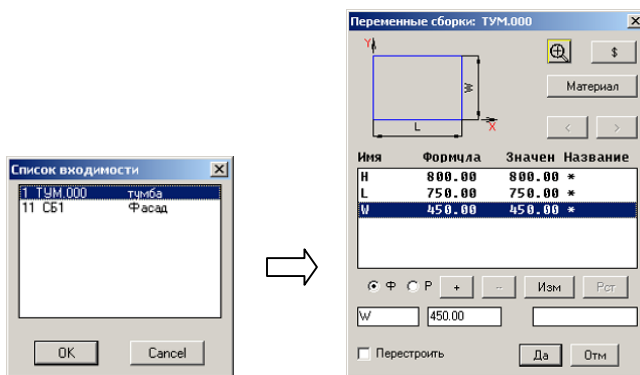 Список входимости
1 ТУМ.000 тумба
11 СБ1 Фасад
OK Cancel
Переменные сборки: ТУМ.000
Y
W
L
X
$
Материал
< >
Имя Формула Значен Название
H 800.00 800.00 *
L 750.00 750.00 *
W 450.00 450.00 *
Ф Р + - Изм Рст
W 450.00
Перестроить Да Отм